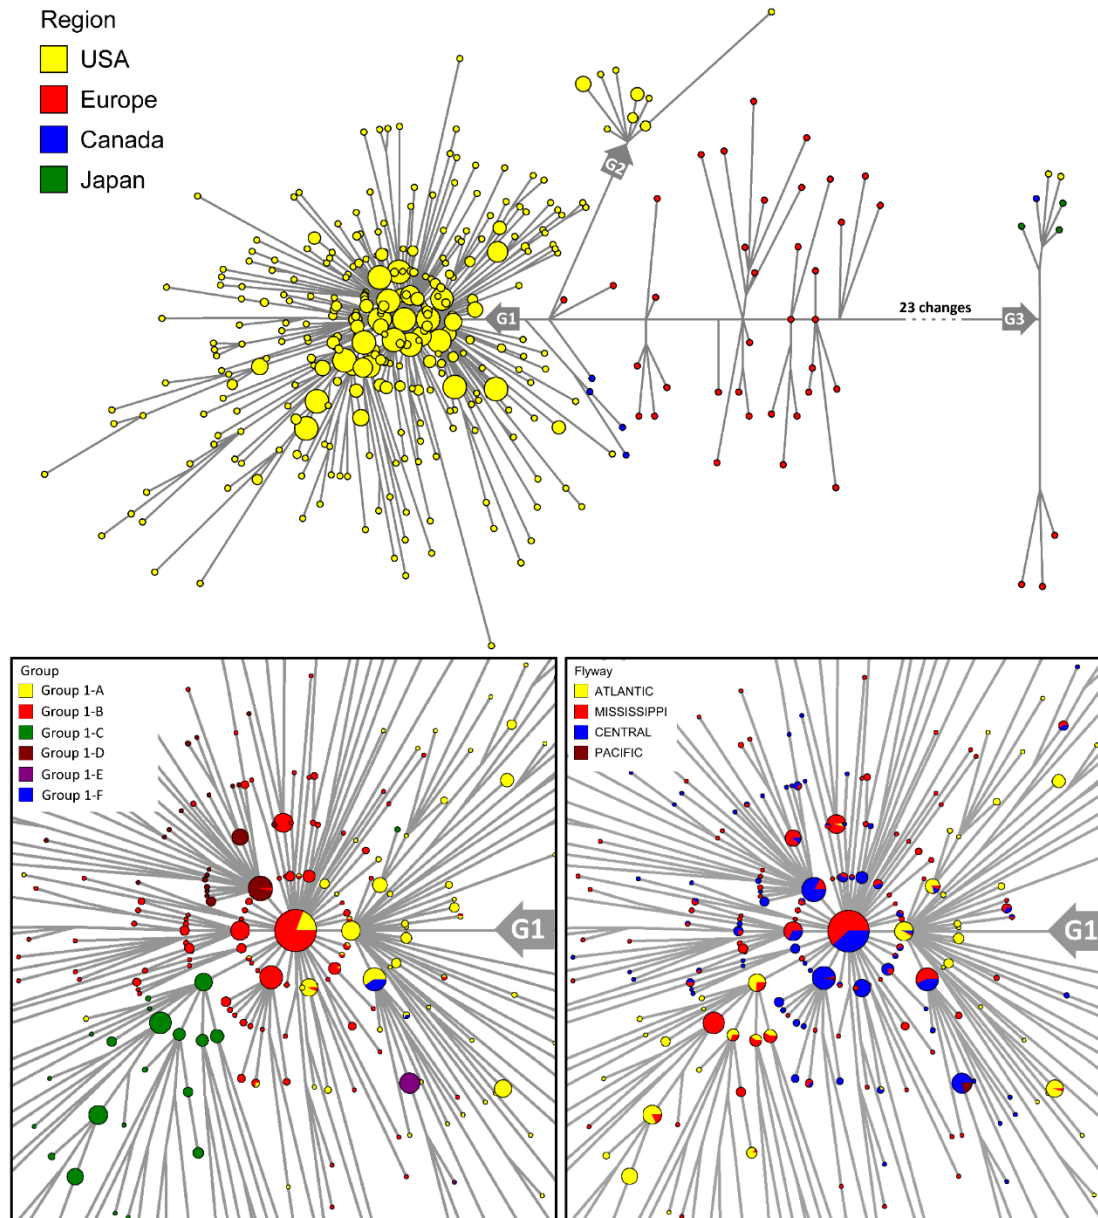 Region
USA
Europe
Canada
Japan
G2
G1
23 changes
G3
Group
Group 1-A
Group 1-B
Group 1-C
Group 1-D
Group 1-E
Group 1-F
G1
Flyway
ATLANTIC
MISSISSIPPI
CENTRAL
PACIFIC
G1